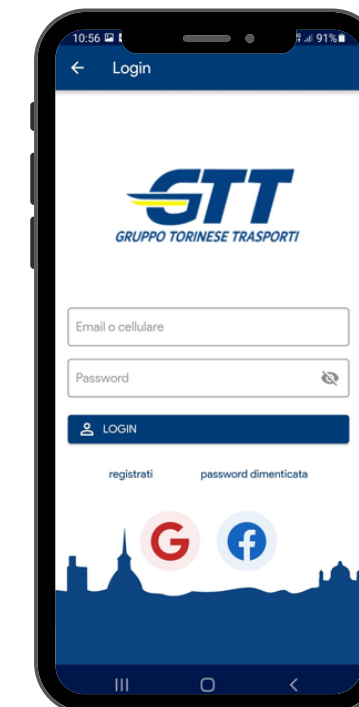 10:56
91%
Login
GTT
GRUPPO TORINESE TRASPORTI
Email o cellulare
Password
LOGIN
registrati password dimenticata
G f